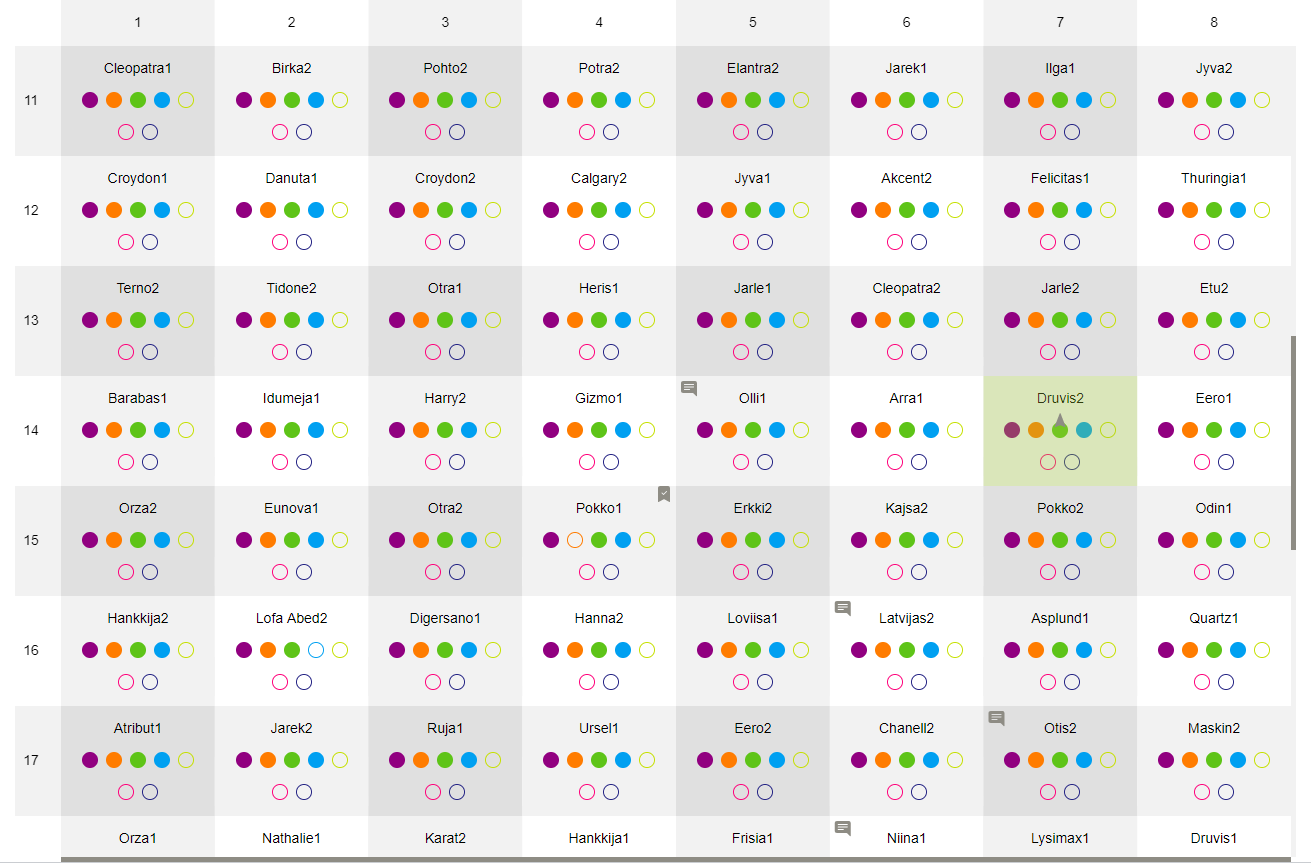 1 2 3 4 5 6 7 8
Cleopatra1 Birka2 Pohto2 Potra2 Elantra2 Jarek1 Ilga1 Jyva2
11
Croydon1 Danuta1 Croydon2 Calgary2 Jyva1 Akcent2 Felicitas1 Thuringia1
12
Terno2 Tidone2 Otra1 Heris1 Jarle1 Cleopatra2 Jarle2 Etu2
13
Barabas1 Idumeja1 Harry2 Gizmo1 Olli1 Arra1 Druvis2 Eero1
14
Orza2 Eunova1 Otra2 Pokko1 Erkki2 Kajsa2 Pokko2 Odin1
15
Hankkija2 Lofa Abed2 Digersano1 Hanna2 Loviisa1 Latvijas2 Asplund1 Quartz1
16
Atribut1 Jarek2 Ruja1 Ursel1 Eero2 Chanell2 Otis2 Maskin2
17
Orza1 Nathalie1 Karat2 Hankkija1 Frisia1 Niina1 Lysimax1 Druvis1